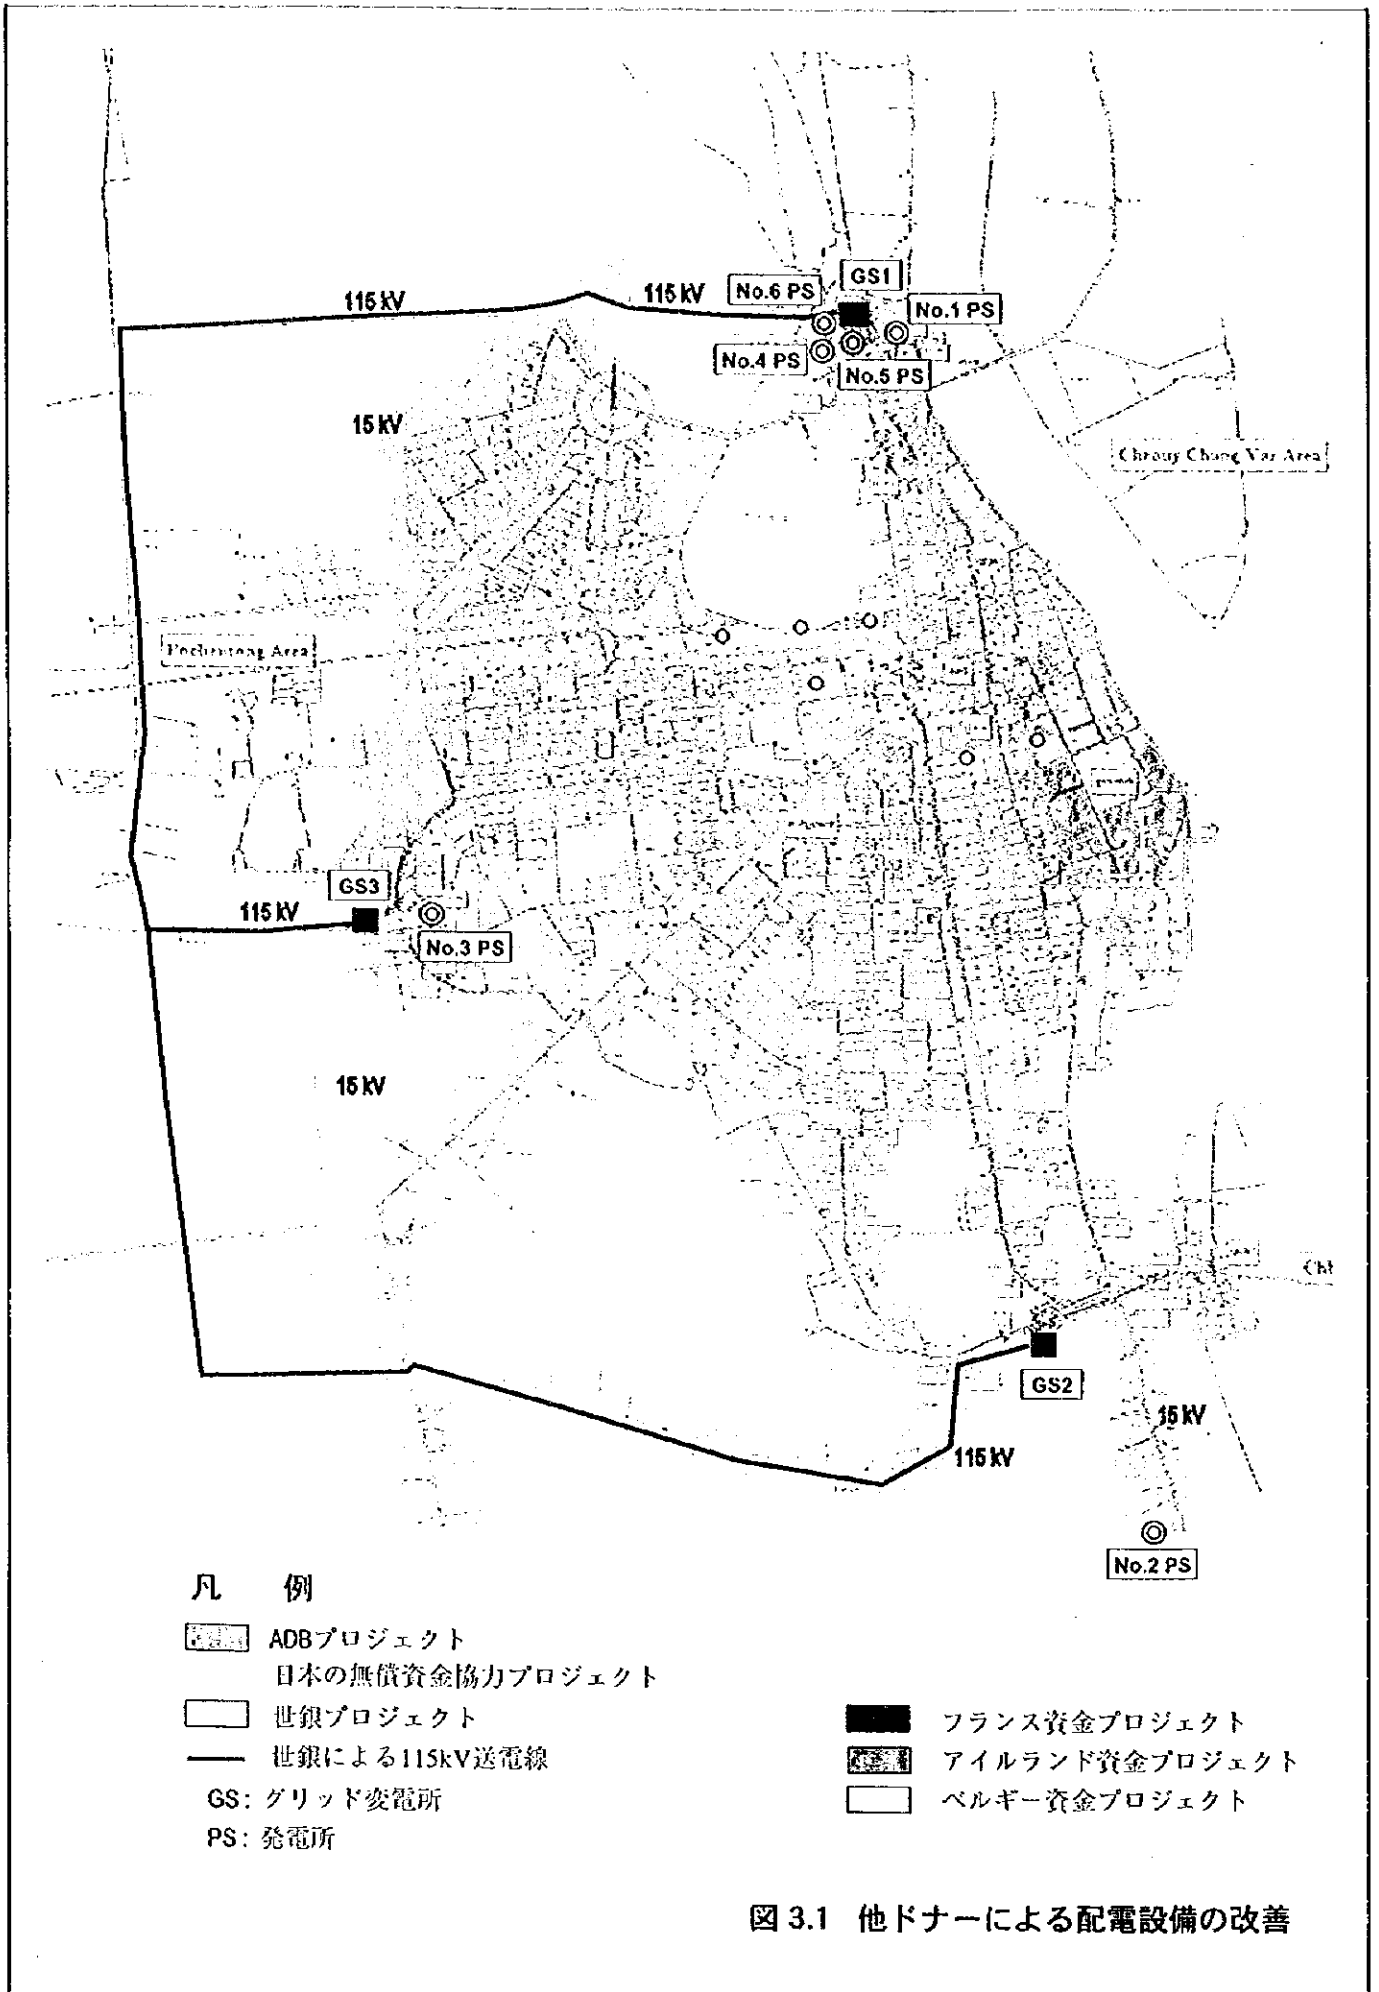 GS1
No.6 PS
115 kV
115 kV
No.1 PS
No.4 PS
No.5 PS
15 kV
Chrouy Chang Var Area
Pochentong Area
GS3
115 kV
No.3 PS
15 kV
GS2
15 kV
115 kV
No.2 PS
凡 例
ADBプロジェクト
日本の無償資金協力プロジェクト
世銀プロジェクト
世銀による115kV送電線
GS: グリッド変電所
PS: 発電所
フランス資金プロジェクト
アイルランド資金プロジェクト
ベルギー資金プロジェクト
図 3.1 他ドナーによる配電設備の改善